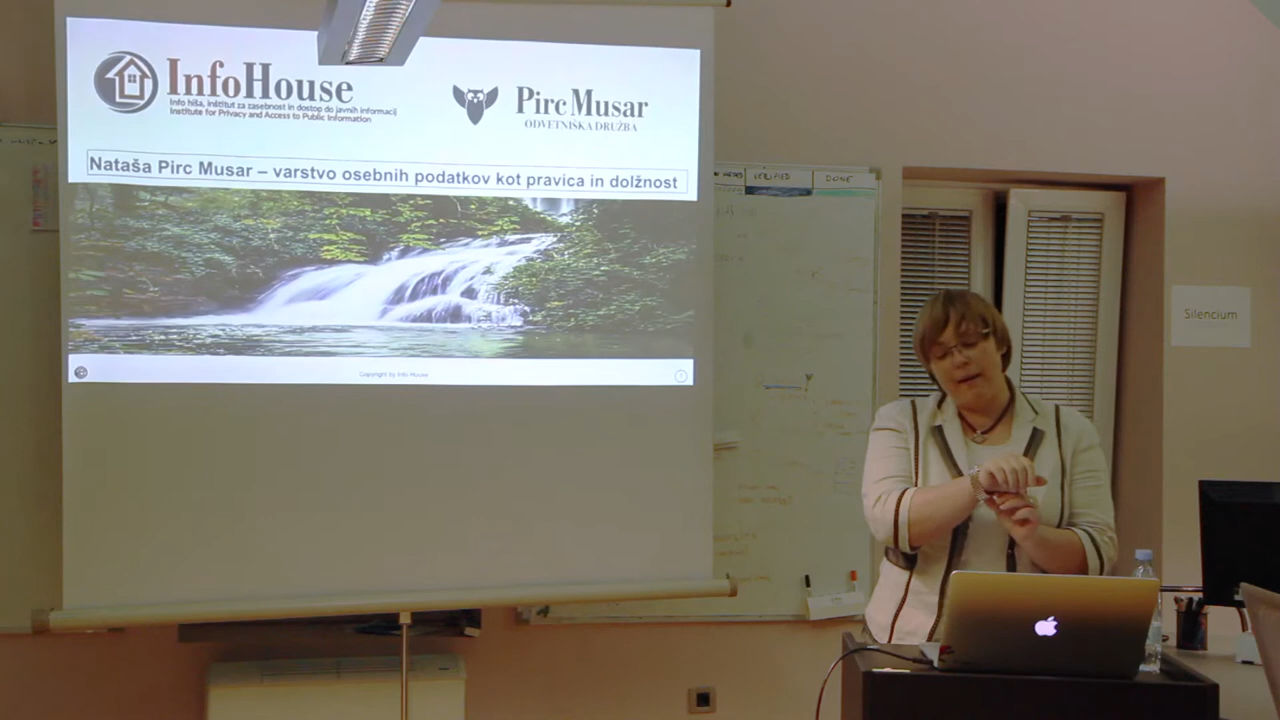 InfoHouse
Info hiša, inštitut za zasebnost in dostop do javnih informacij
Institute for Privacy and Access to Public Information
Pirc Musar
ODVETNIŠKA DRUŽBA
Nataša Pirc Musar – varstvo osebnih podatkov kot pravica in dolžnost
Copyright by Info House
VERIFIED
DONE
Silencium